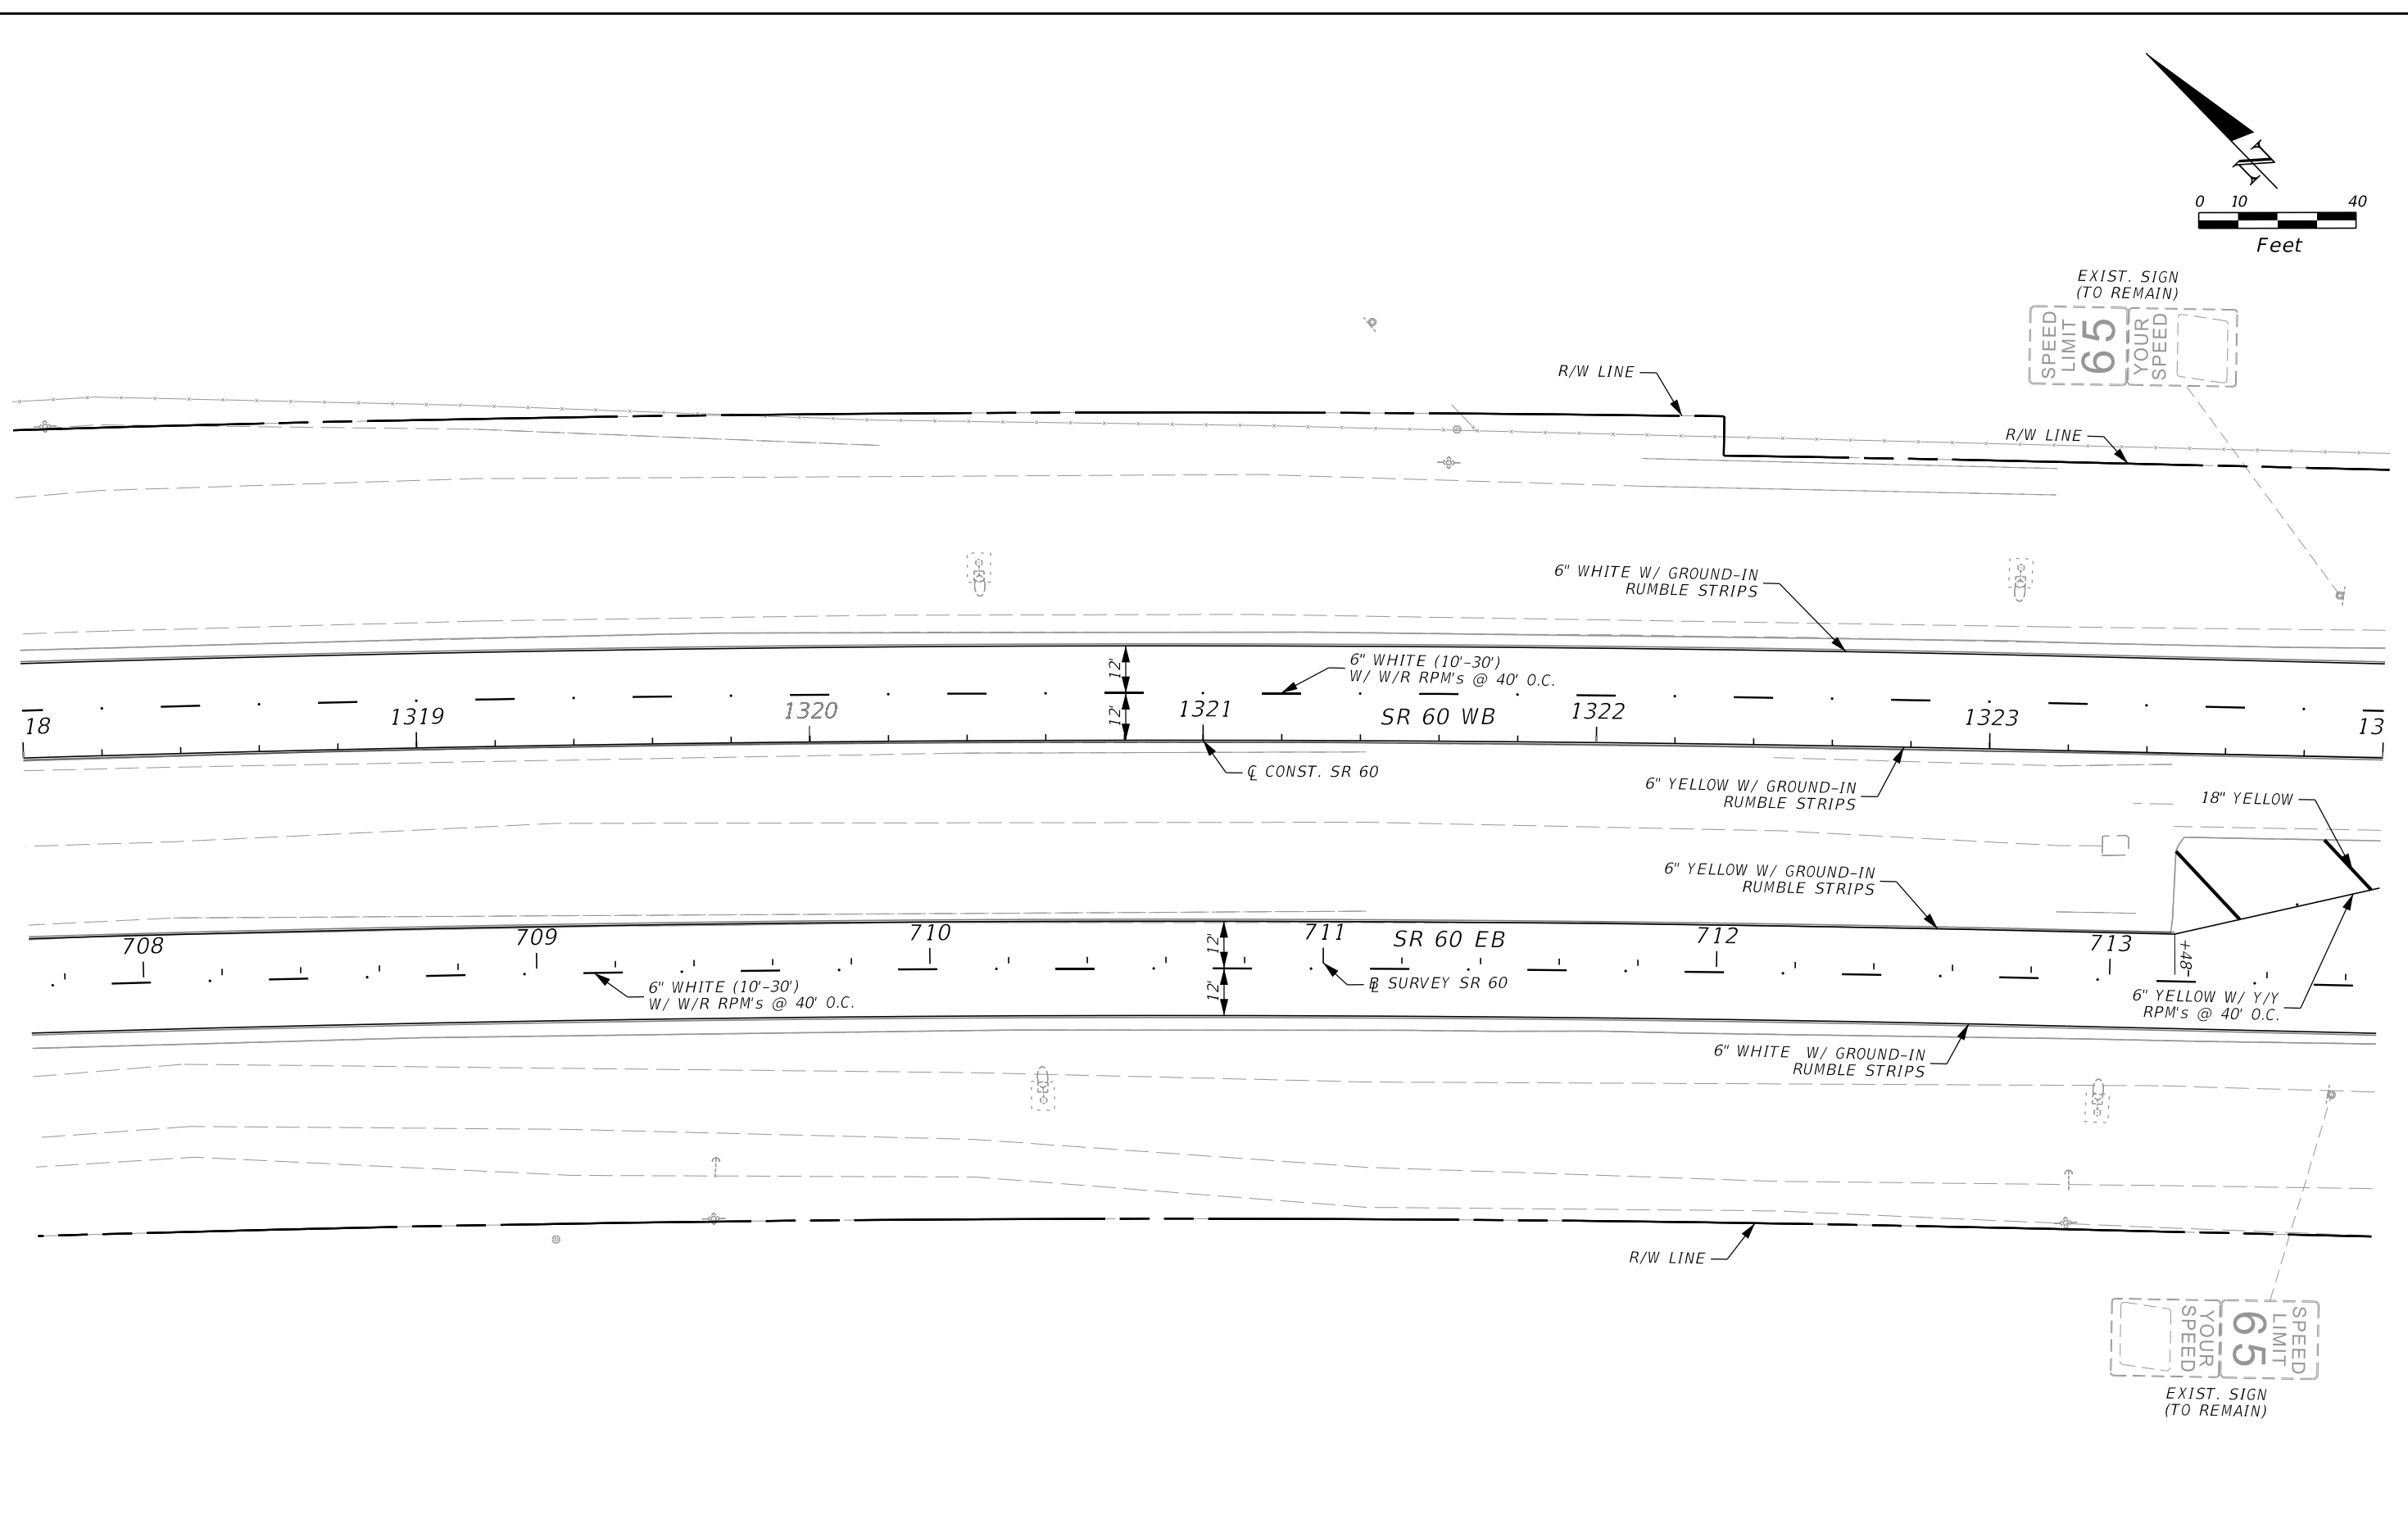 N
0 10 40
Feet
EXIST. SIGN
(TO REMAIN)
SPEED
LIMIT
65
YOUR
SPEED
R/W LINE
R/W LINE
6" WHITE W/ GROUND-IN
RUMBLE STRIPS
12'
6" WHITE (10'-30')
W/ W/R RPM's @ 40' O.C.
18
1319
1320
12'
1321
SR 60 WB
1322
1323
13
℄ CONST. SR 60
6" YELLOW W/ GROUND-IN
RUMBLE STRIPS
18" YELLOW
6" YELLOW W/ GROUND-IN
RUMBLE STRIPS
708
709
710
12'
711
SR 60 EB
712
713
+48
6" WHITE (10'-30')
W/ W/R RPM's @ 40' O.C.
12'
B SURVEY SR 60
6" YELLOW W/ Y/Y
RPM's @ 40' O.C.
6" WHITE W/ GROUND-IN
RUMBLE STRIPS
R/W LINE
SPEED
LIMIT
65
YOUR
SPEED
EXIST. SIGN
(TO REMAIN)